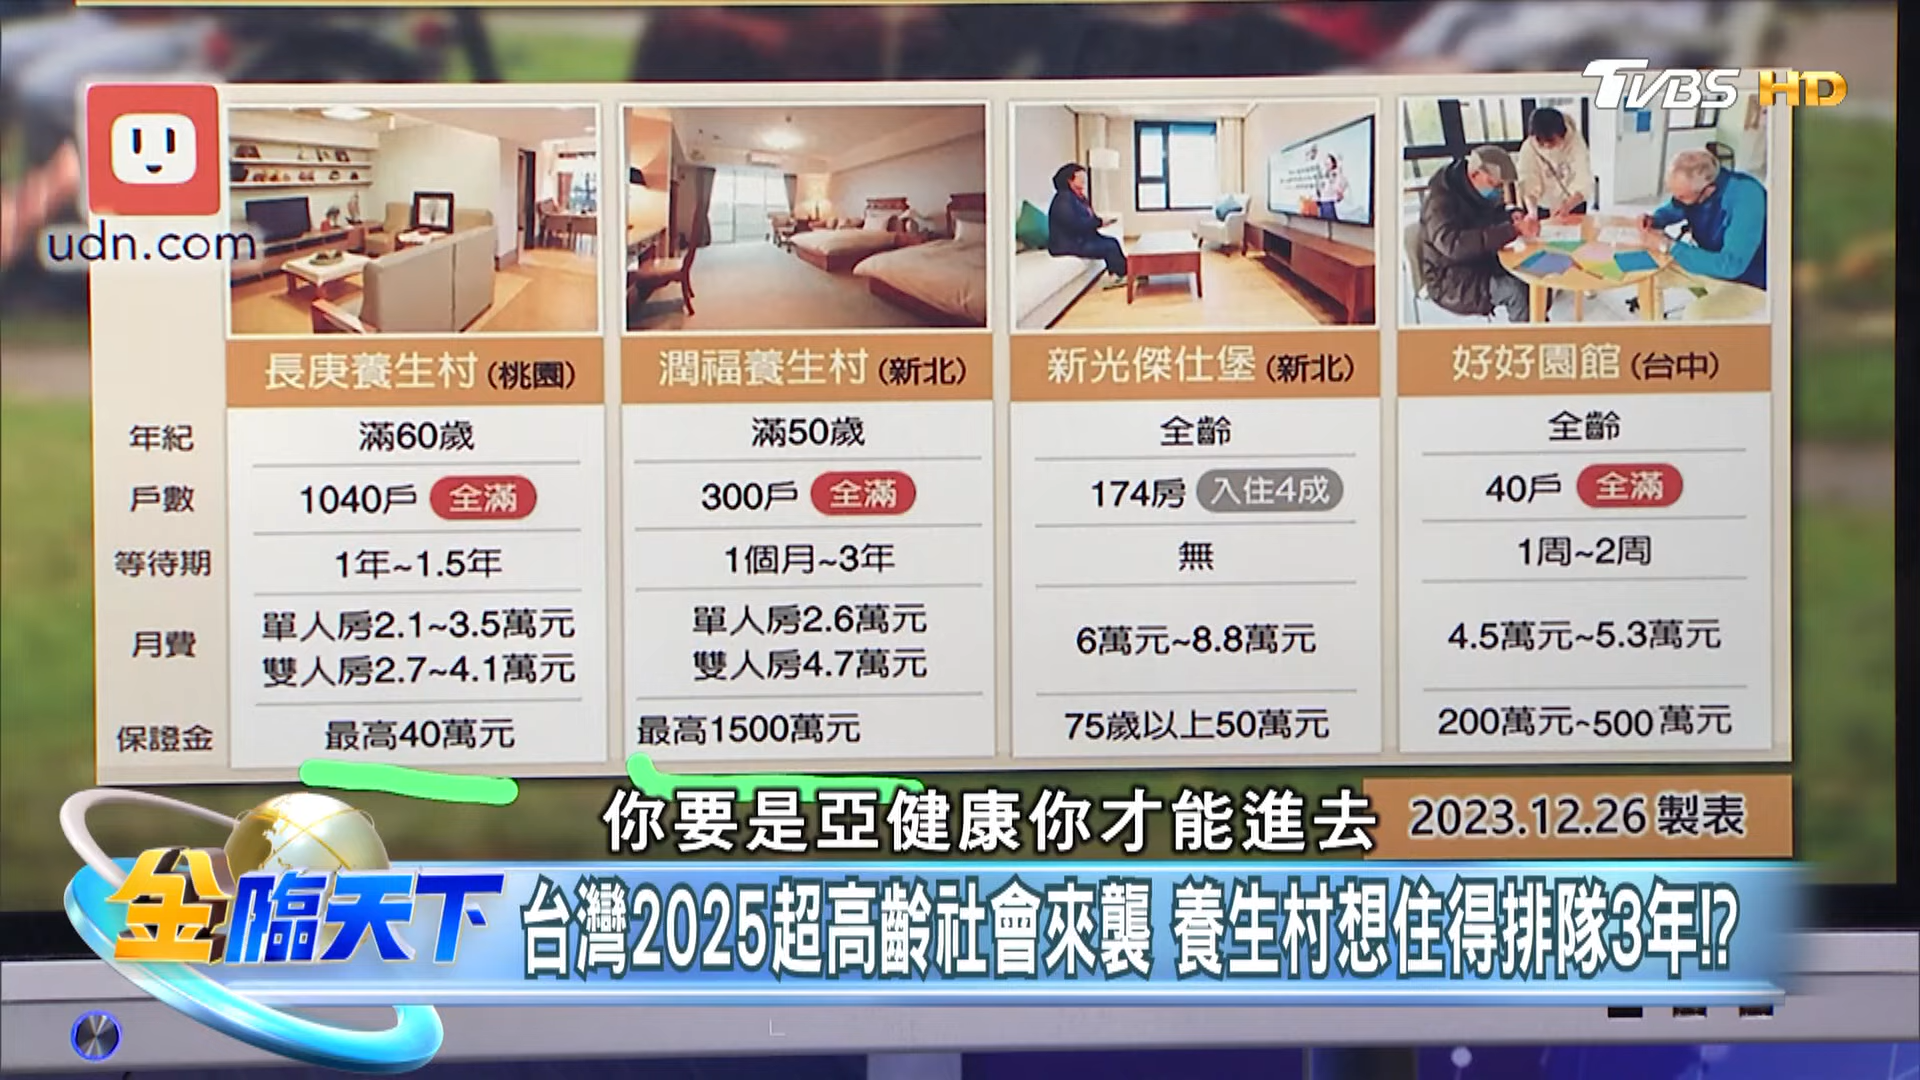 TVBS HD
udn.com
長庚養生村(桃園) 潤福養生村(新北) 新光傑仕堡(新北) 好好園館(台中)
年紀 滿60歲 滿50歲 全齡 全齡
戶數 1040戶 全滿 300戶 全滿 174房 入住4成 40戶 全滿
等待期 1年~1.5年 1個月~3年 無 1周~2周
月費 單人房2.1~3.5萬元 單人房2.6萬元 6萬元~8.8萬元 4.5萬元~5.3萬元
雙人房2.7~4.1萬元 雙人房4.7萬元
保證金 最高40萬元 最高1500萬元 75歲以上50萬元 200萬元~500萬元
你要是亞健康你才能進去
2023.12.26製表
金臨天下
台灣2025超高齡社會來襲 養生村想住得排隊3年!?